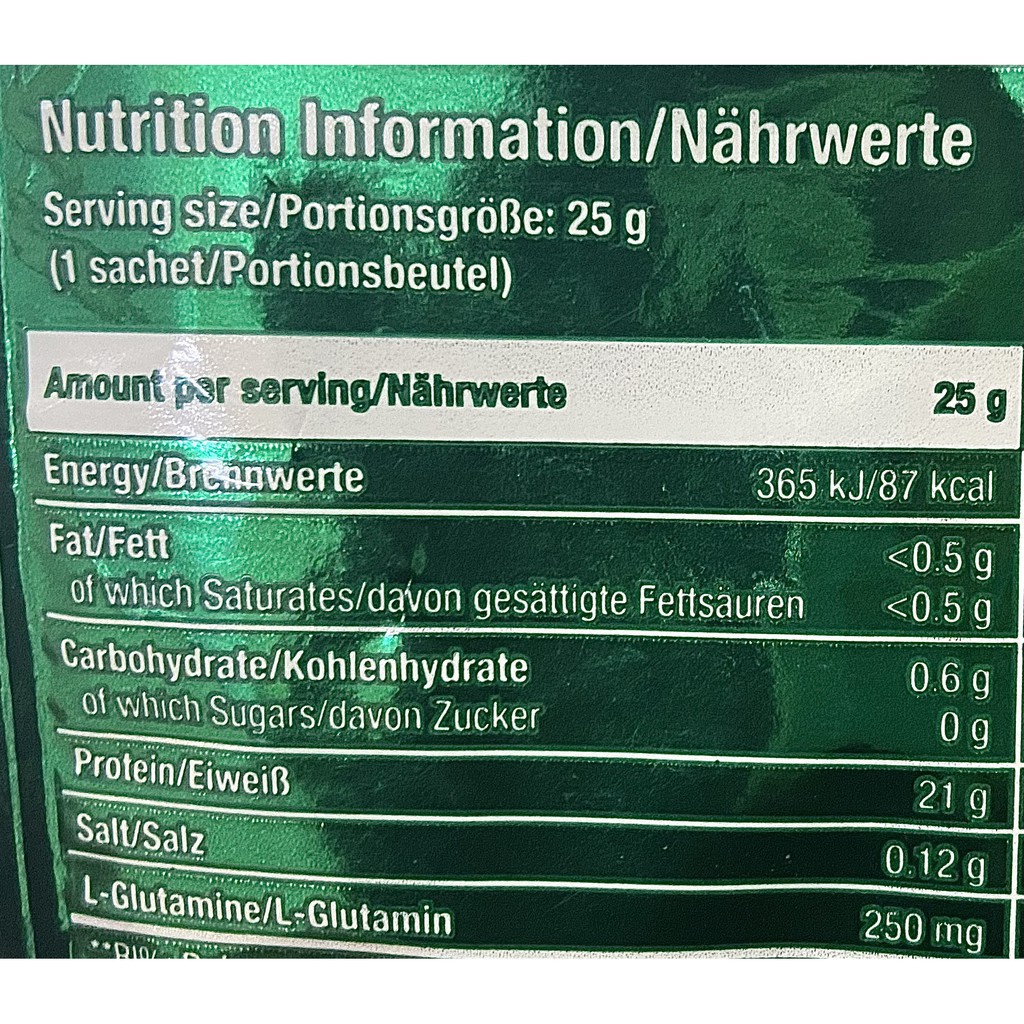 Nutrition Information/Nährwerte
Serving size/Portionsgröße: 25 g
(1 sachet/Portionsbeutel)
Amount per serving/Nährwerte 25 g
Energy/Brennwerte 365 kJ/87 kcal
Fat/Fett <0.5 g
of which Saturates/davon gesättigte Fettsäuren <0.5 g
Carbohydrate/Kohlenhydrate 0.6 g
of which Sugars/davon Zucker 0 g
Protein/Eiweiß 21 g
Salt/Salz 0.12 g
L-Glutamine/L-Glutamin 250 mg